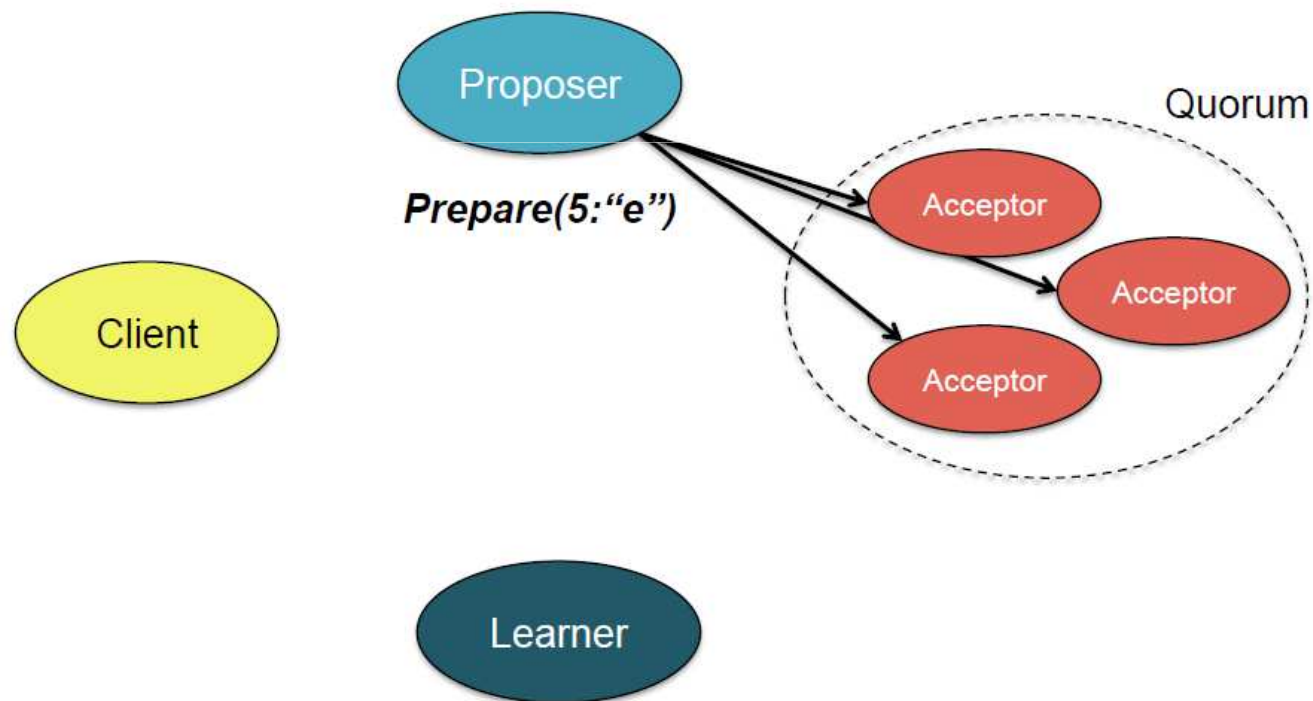 Proposer
Quorum
Acceptor
Prepare(5:“e”)
Acceptor
Client
Acceptor
Learner